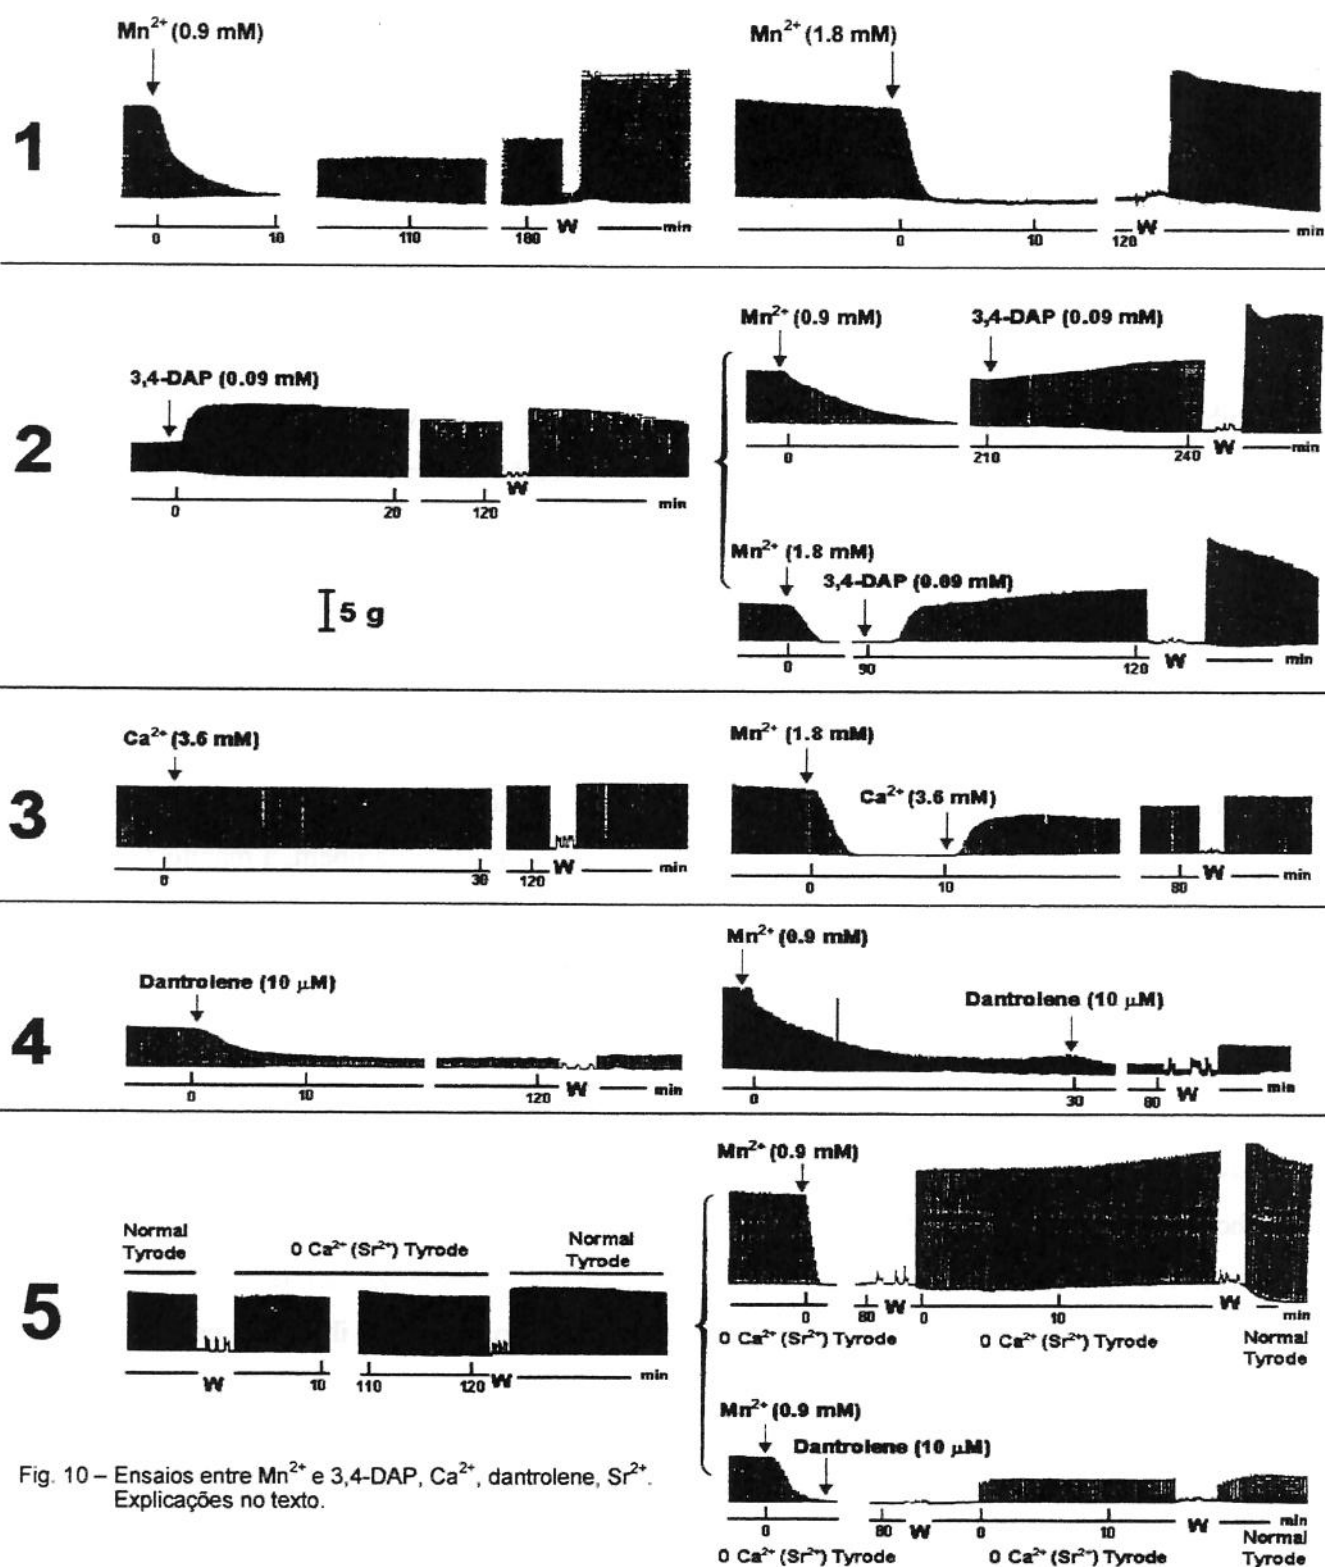 Mn²⁺ (0.9 mM)
Mn²⁺ (1.8 mM)
1
0 10 110 180 W min
0 10 120 W min
2
3,4-DAP (0.09 mM)
0 20 120 W min
Mn²⁺ (0.9 mM) 3,4-DAP (0.09 mM)
0 210 240 W min
Mn²⁺ (1.8 mM)
3,4-DAP (0.09 mM)
0 90 120 W min
5 g
3
Ca²⁺ (3.6 mM)
0 30 120 W min
Mn²⁺ (1.8 mM)
Ca²⁺ (3.6 mM)
0 10 80 W min
4
Dantrolene (10 µM)
0 10 120 W min
Mn²⁺ (0.9 mM)
Dantrolene (10 µM)
0 30 80 W min
5
Normal
Tyrode
0 Ca²⁺ (Sr²⁺) Tyrode
Normal
Tyrode
W 10 110 120 W min
Mn²⁺ (0.9 mM)
0 80 W 0 10 W min
0 Ca²⁺ (Sr²⁺) Tyrode 0 Ca²⁺ (Sr²⁺) Tyrode Normal
Tyrode
Mn²⁺ (0.9 mM)
Dantrolene (10 µM)
0 80 W 0 10 W min
0 Ca²⁺ (Sr²⁺) Tyrode 0 Ca²⁺ (Sr²⁺) Tyrode Normal
Tyrode
Fig. 10 – Ensaios entre Mn²⁺ e 3,4-DAP, Ca²⁺, dantrolene, Sr²⁺.
Explicações no texto.